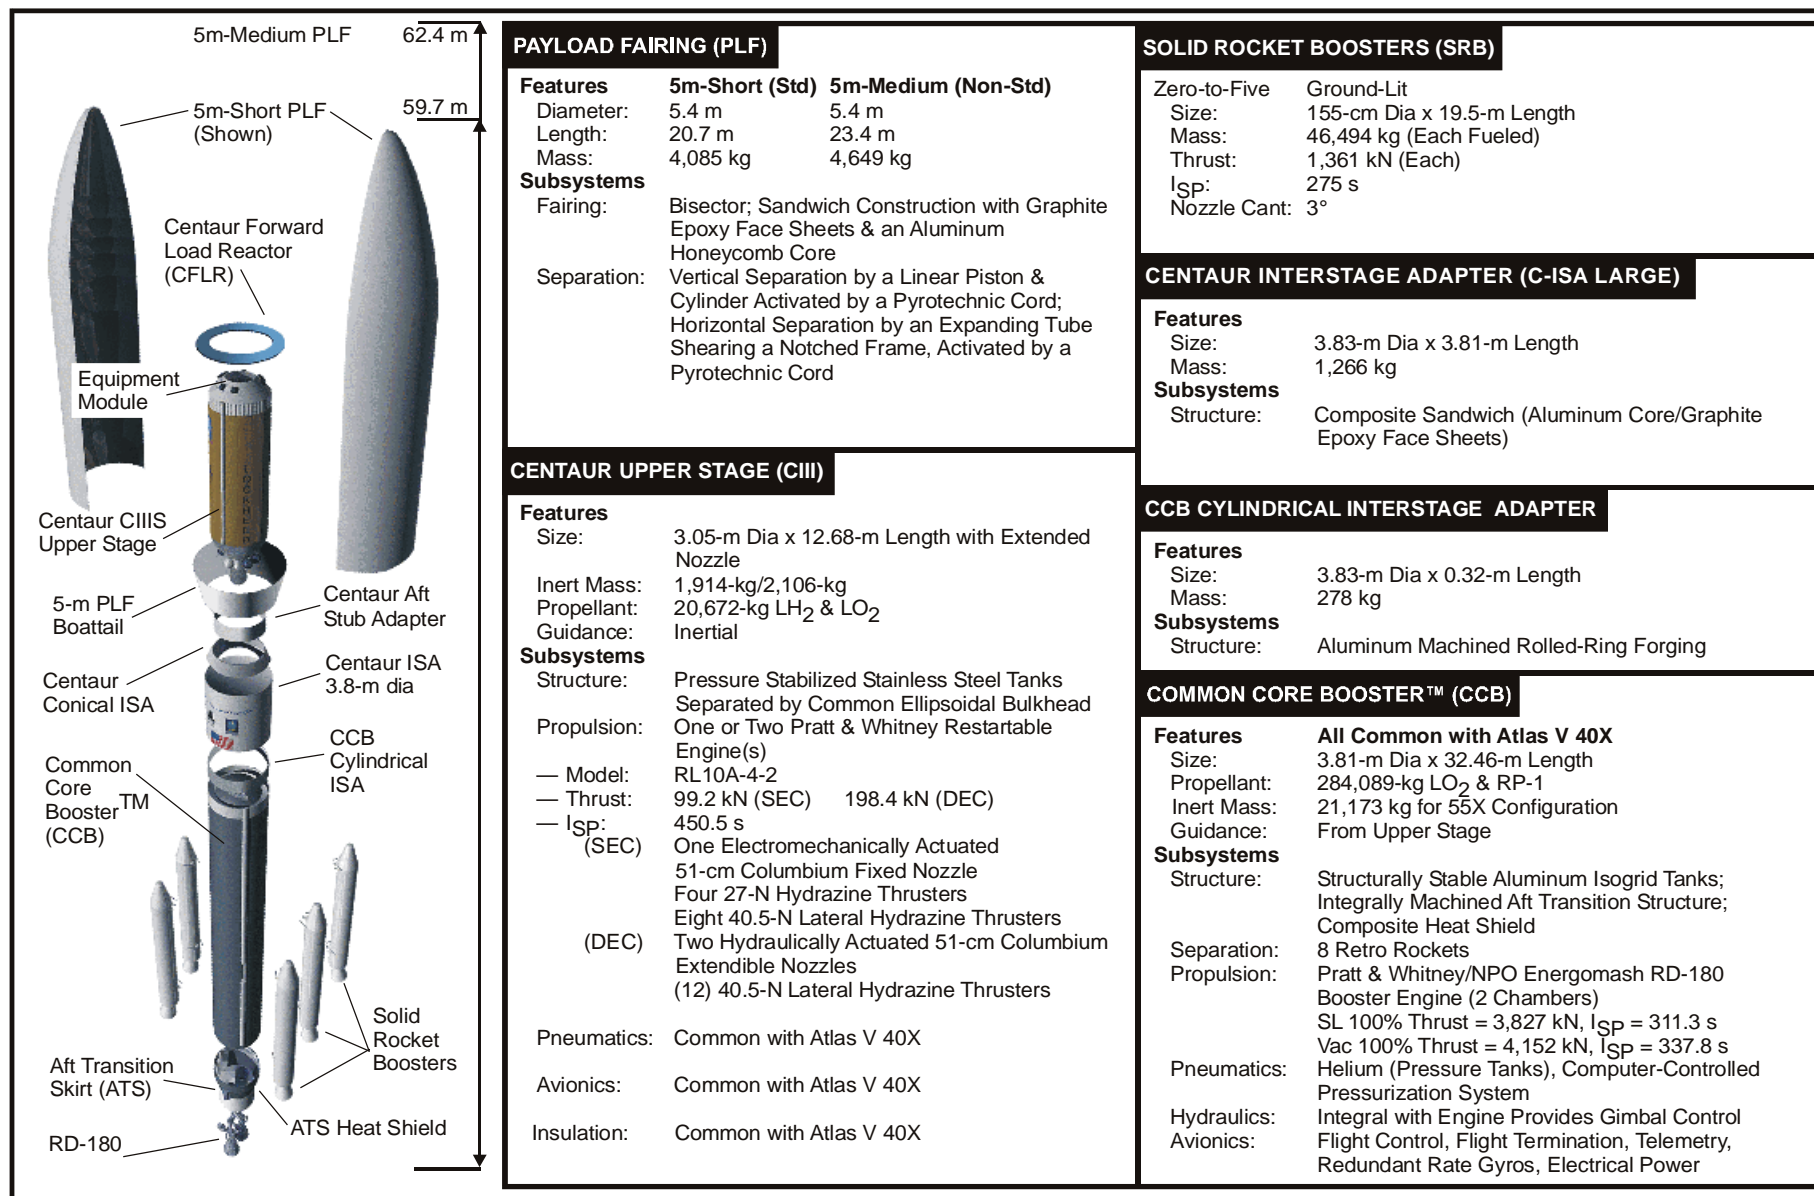 5m-Medium PLF 62.4 m
5m-Short PLF 59.7 m
(Shown)
Centaur Forward
Load Reactor
(CFLR)
Equipment
Module
Centaur CIIIS
Upper Stage
5-m PLF
Boattail
Centaur Aft
Stub Adapter
Centaur
Conical ISA
Centaur ISA
3.8-m dia
CCB
Cylindrical
ISA
Common
Core
Booster™
(CCB)
Solid
Rocket
Boosters
Aft Transition
Skirt (ATS)
ATS Heat Shield
RD-180
PAYLOAD FAIRING (PLF)
Features 5m-Short (Std) 5m-Medium (Non-Std)
Diameter: 5.4 m 5.4 m
Length: 20.7 m 23.4 m
Mass: 4,085 kg 4,649 kg
Subsystems
Fairing: Bisector; Sandwich Construction with Graphite
Epoxy Face Sheets & an Aluminum
Honeycomb Core
Separation: Vertical Separation by a Linear Piston &
Cylinder Activated by a Pyrotechnic Cord;
Horizontal Separation by an Expanding Tube
Shearing a Notched Frame, Activated by a
Pyrotechnic Cord
CENTAUR UPPER STAGE (CIII)
Features
Size: 3.05-m Dia x 12.68-m Length with Extended
Nozzle
Inert Mass: 1,914-kg/2,106-kg
Propellant: 20,672-kg LH2 & LO2
Guidance: Inertial
Subsystems
Structure: Pressure Stabilized Stainless Steel Tanks
Separated by Common Ellipsoidal Bulkhead
Propulsion: One or Two Pratt & Whitney Restartable
Engine(s)
— Model: RL10A-4-2
— Thrust: 99.2 kN (SEC) 198.4 kN (DEC)
— ISP: 450.5 s
(SEC) One Electromechanically Actuated
51-cm Columbium Fixed Nozzle
Four 27-N Hydrazine Thrusters
Eight 40.5-N Lateral Hydrazine Thrusters
(DEC) Two Hydraulically Actuated 51-cm Columbium
Extendible Nozzles
(12) 40.5-N Lateral Hydrazine Thrusters
Pneumatics: Common with Atlas V 40X
Avionics: Common with Atlas V 40X
Insulation: Common with Atlas V 40X
SOLID ROCKET BOOSTERS (SRB)
Zero-to-Five Ground-Lit
Size: 155-cm Dia x 19.5-m Length
Mass: 46,494 kg (Each Fueled)
Thrust: 1,361 kN (Each)
ISP: 275 s
Nozzle Cant: 3°
CENTAUR INTERSTAGE ADAPTER (C-ISA LARGE)
Features
Size: 3.83-m Dia x 3.81-m Length
Mass: 1,266 kg
Subsystems
Structure: Composite Sandwich (Aluminum Core/Graphite
Epoxy Face Sheets)
CCB CYLINDRICAL INTERSTAGE ADAPTER
Features
Size: 3.83-m Dia x 0.32-m Length
Mass: 278 kg
Subsystems
Structure: Aluminum Machined Rolled-Ring Forging
COMMON CORE BOOSTER™ (CCB)
Features All Common with Atlas V 40X
Size: 3.81-m Dia x 32.46-m Length
Propellant: 284,089-kg LO2 & RP-1
Inert Mass: 21,173 kg for 55X Configuration
Guidance: From Upper Stage
Subsystems
Structure: Structurally Stable Aluminum Isogrid Tanks;
Integrally Machined Aft Transition Structure;
Composite Heat Shield
Separation: 8 Retro Rockets
Propulsion: Pratt & Whitney/NPO Energomash RD-180
Booster Engine (2 Chambers)
SL 100% Thrust = 3,827 kN, ISP = 311.3 s
Vac 100% Thrust = 4,152 kN, ISP = 337.8 s
Pneumatics: Helium (Pressure Tanks), Computer-Controlled
Pressurization System
Hydraulics: Integral with Engine Provides Gimbal Control
Avionics: Flight Control, Flight Termination, Telemetry,
Redundant Rate Gyros, Electrical Power